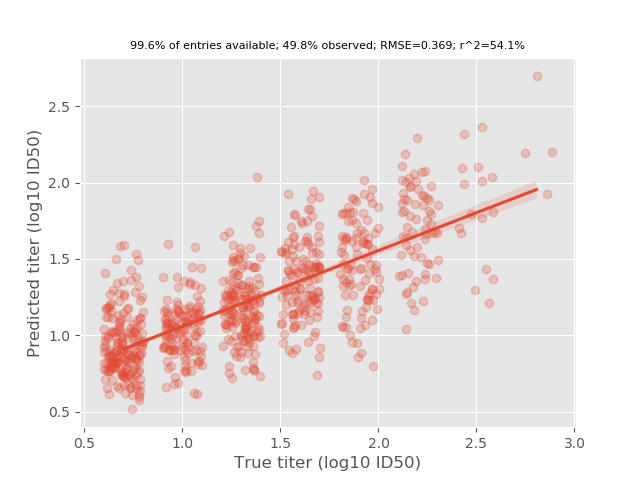 99.6% of entries available; 49.8% observed; RMSE=0.369; r^2=54.1%
Predicted titer (log10 ID50)
2.5
2.0
1.5
1.0
0.5
0.5 1.0 1.5 2.0 2.5 3.0
True titer (log10 ID50)